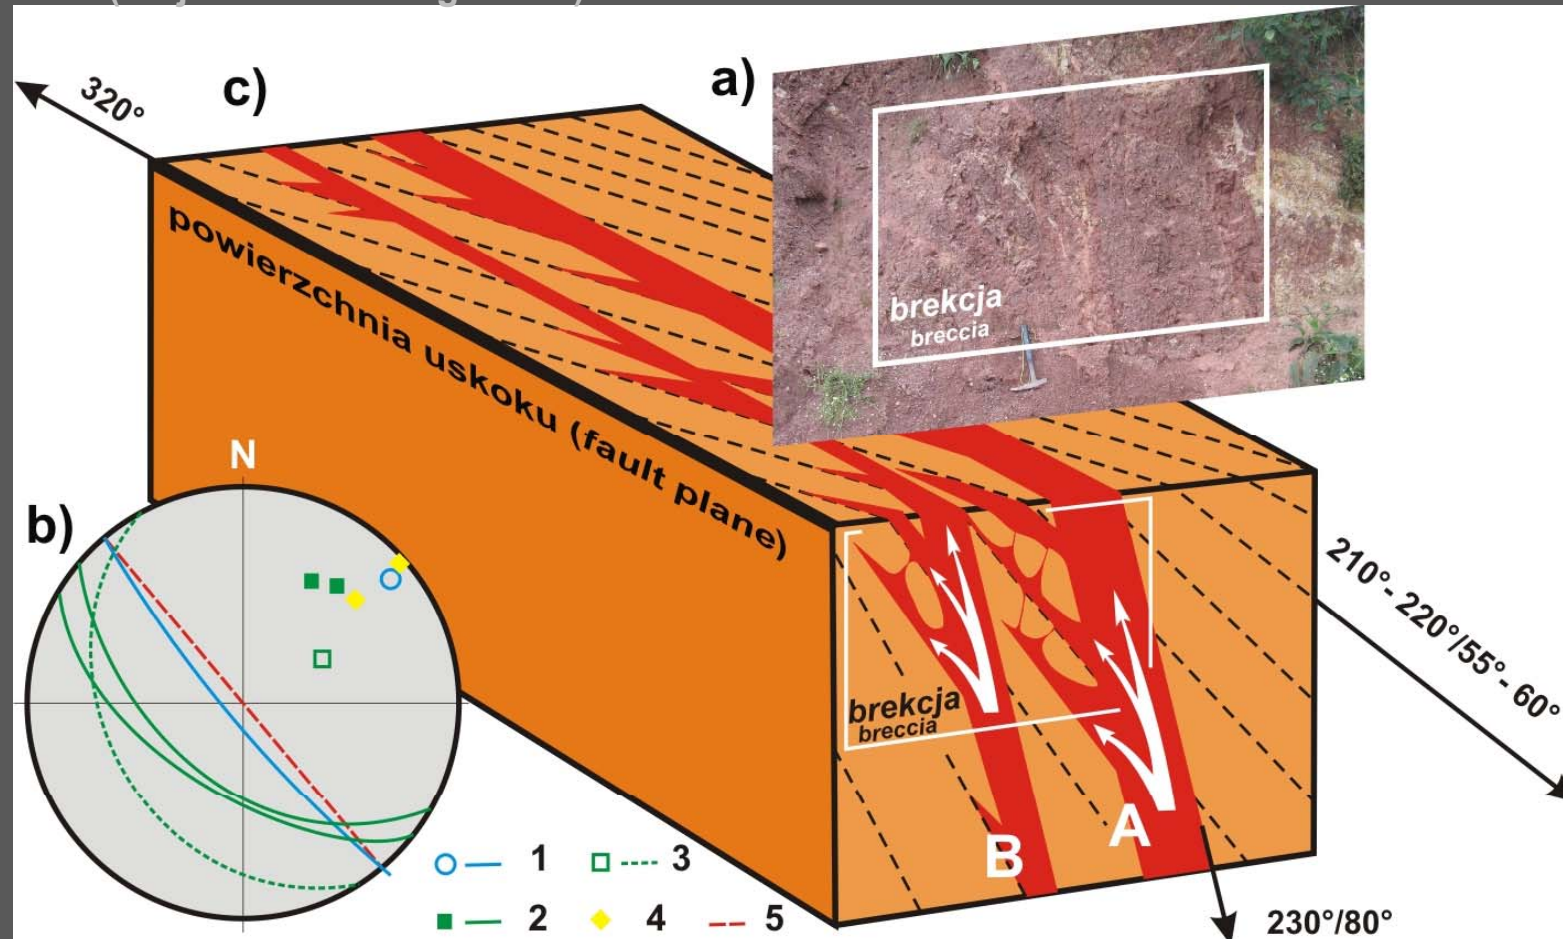 320°
c)
a)
powierzchnia uskoku (fault plane)
brekcja
breccia
N
b)
210°- 220°/55°- 60°
brekcja
breccia
B
A
1
3
2
4
5
230°/80°